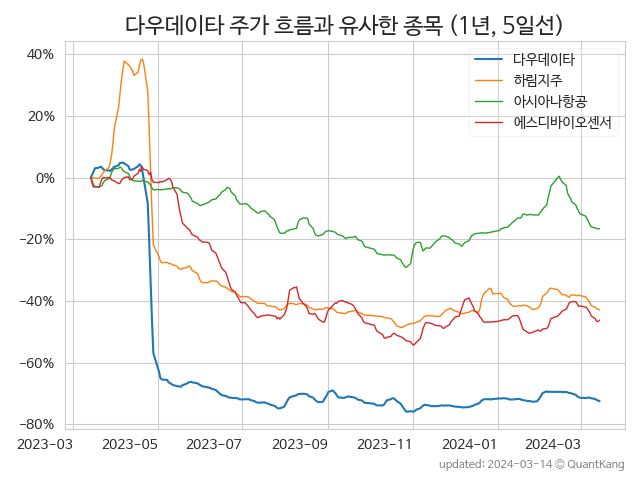 다우데이타 주가 흐름과 유사한 종목 (1년, 5일선)
다우데이타
하림지주
아시아나항공
에스디바이오센서
40%
20%
0%
−20%
−40%
−60%
−80%
2023-03 2023-05 2023-07 2023-09 2023-11 2024-01 2024-03
updated: 2024-03-14 © QuantKang